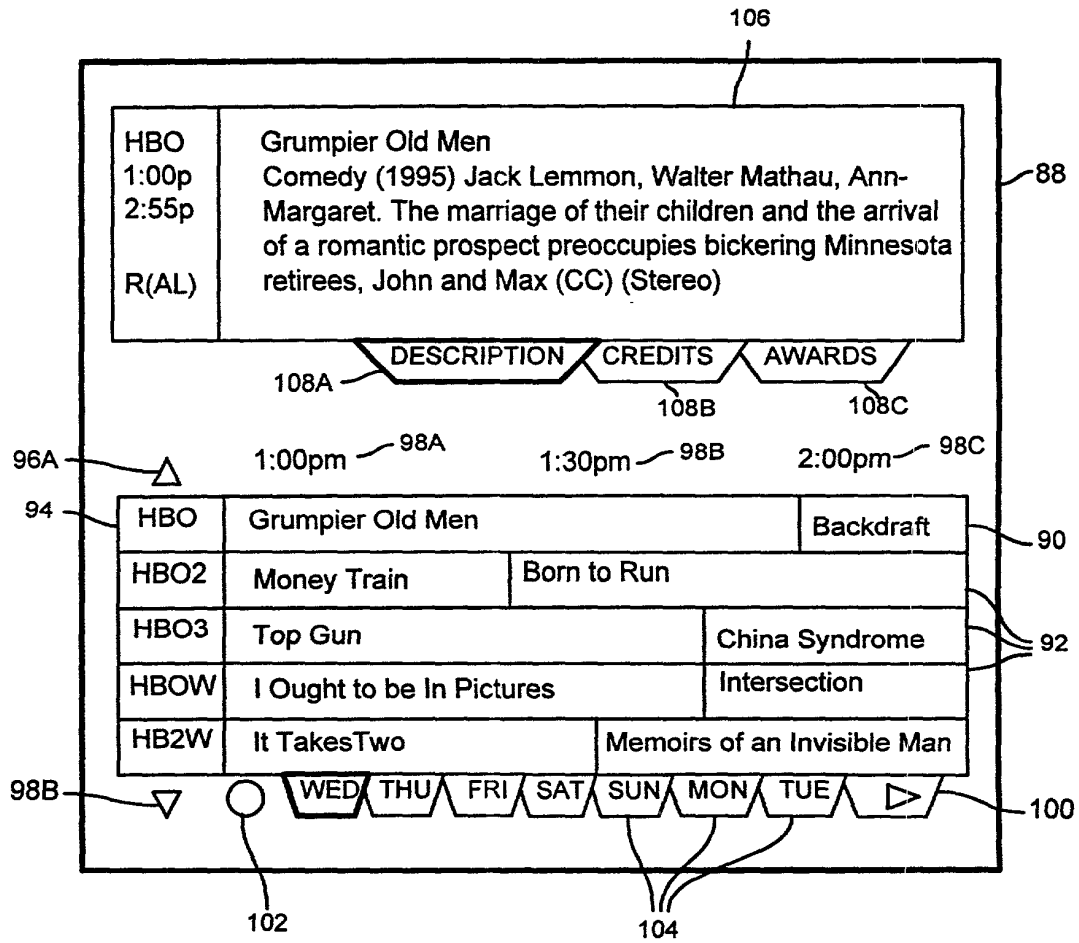 106
HBO
1:00p
2:55p
R(AL)
Grumpier Old Men
Comedy (1995) Jack Lemmon, Walter Mathau, Ann-
Margaret. The marriage of their children and the arrival
of a romantic prospect preoccupies bickering Minnesota
retirees, John and Max (CC) (Stereo)
88
DESCRIPTION CREDITS AWARDS
108A 108B 108C
96A 1:00pm 98A 1:30pm 98B 2:00pm 98C
94 HBO Grumpier Old Men Backdraft 90
HBO2 Money Train Born to Run
HBO3 Top Gun China Syndrome 92
HBOW I Ought to be In Pictures Intersection
HB2W It TakesTwo Memoirs of an Invisible Man
98B WED THU FRI SAT SUN MON TUE 100
102 104